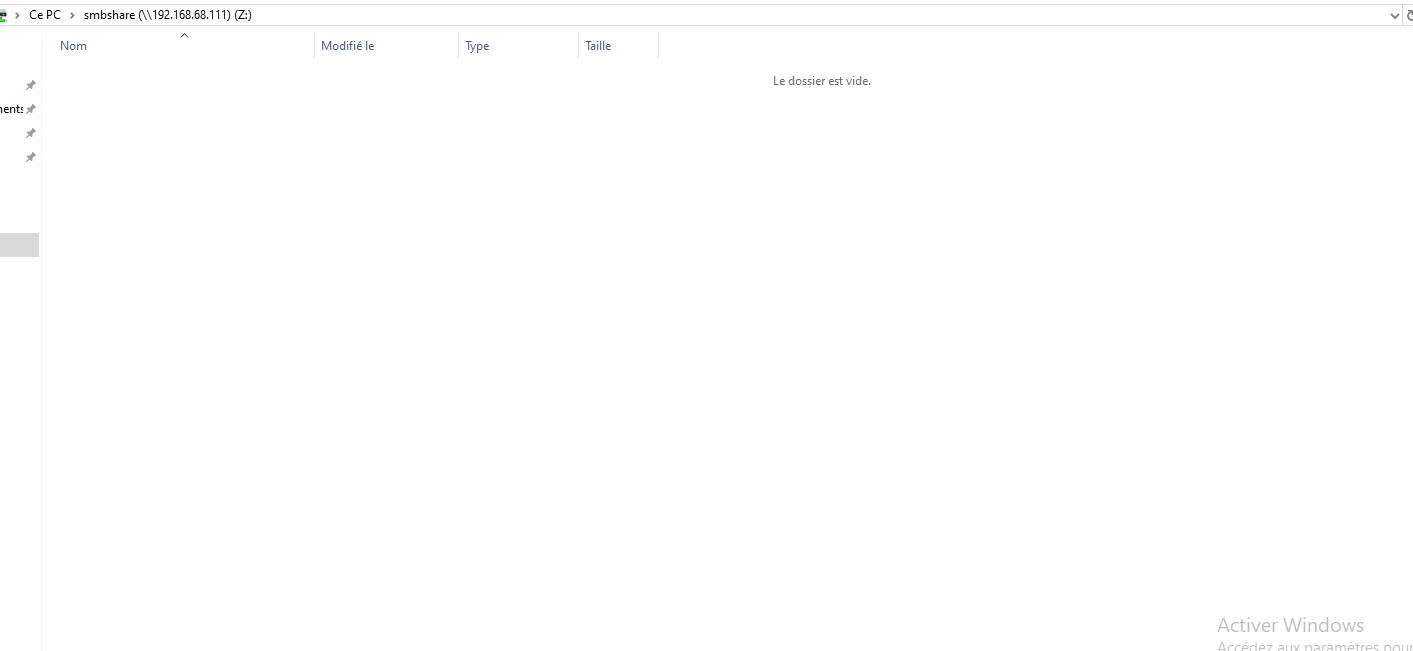 Ce PC > smbshare (\\192.168.68.111) (Z:)
Nom Modifié le Type Taille
Le dossier est vide.
Activer Windows
Accédez aux paramètres pour